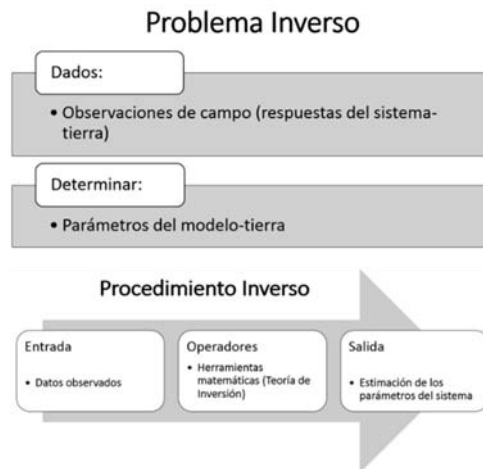 Problema Inverso
Dados:
• Observaciones de campo (respuestas del sistema-
tierra)
Determinar:
• Parámetros del modelo-tierra
Procedimiento Inverso
Entrada
• Datos observados
Operadores
• Herramientas
matemáticas (Teoría de
Inversión)
Salida
• Estimación de los
parámetros del sistema